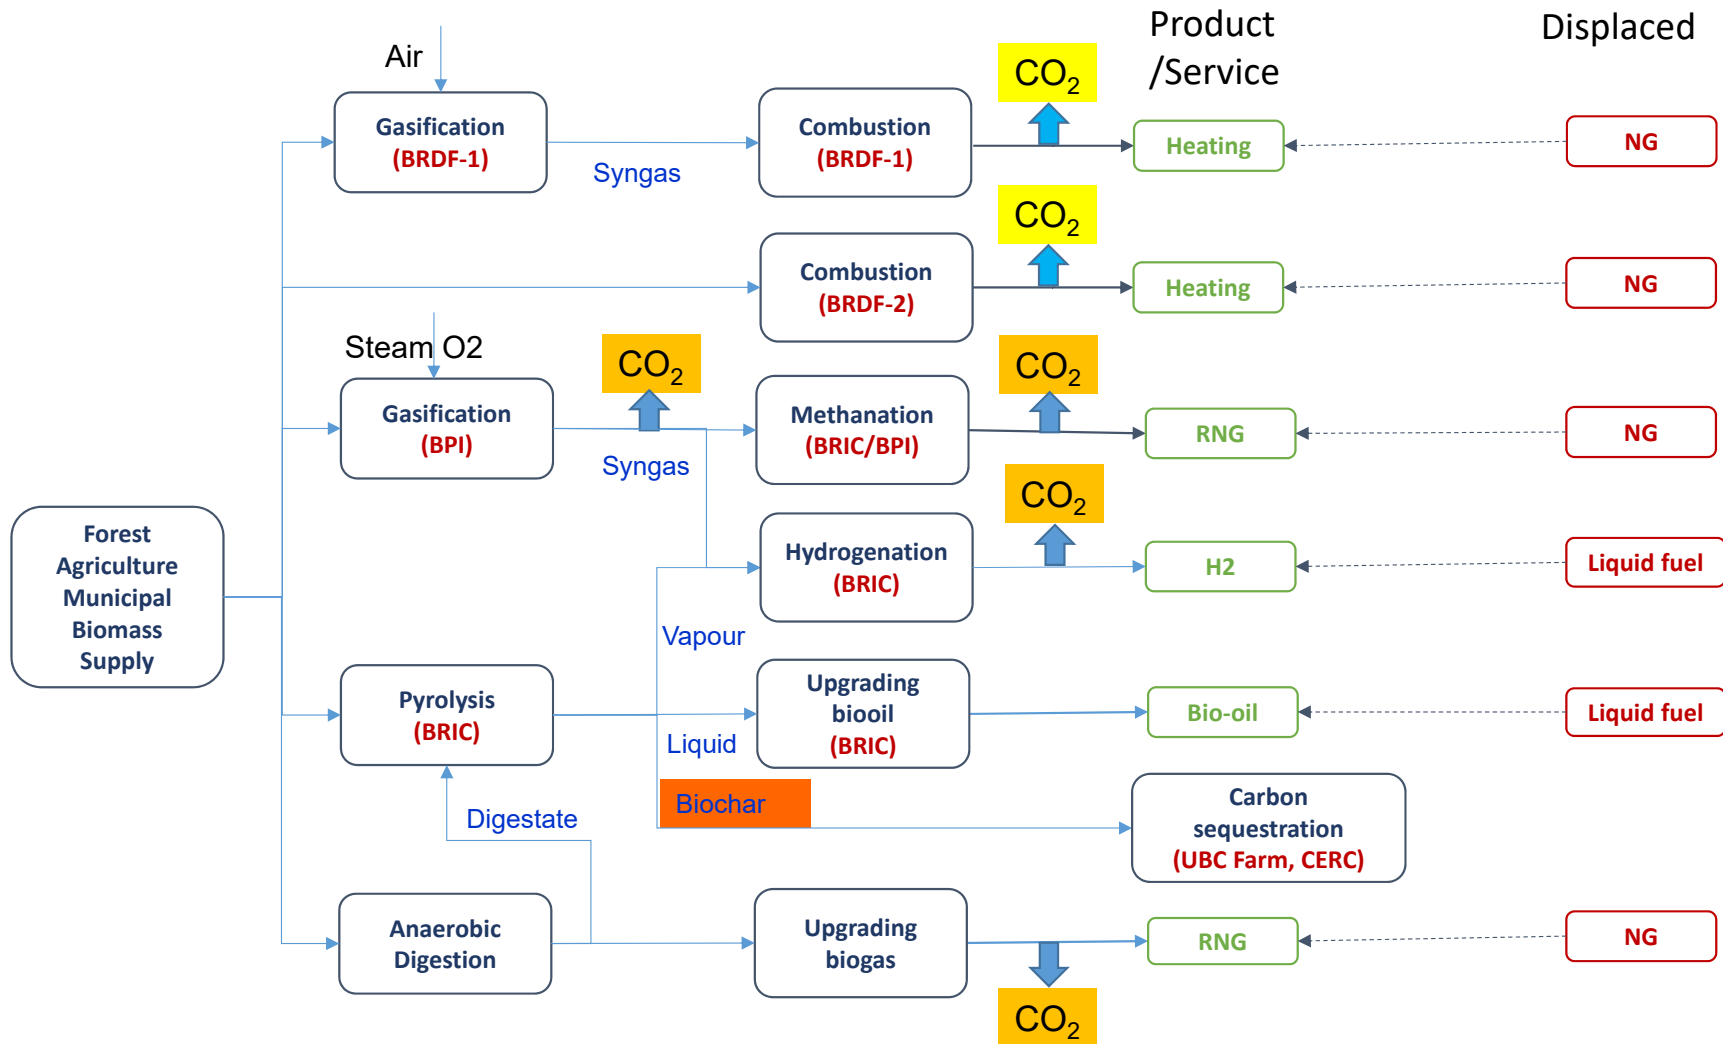 Product
/Service
Displaced
Air
CO2
Gasification
(BRDF-1)
Syngas
Combustion
(BRDF-1)
Heating
NG
CO2
Combustion
(BRDF-2)
Heating
NG
Steam O2
CO2
CO2
Gasification
(BPI)
Syngas
Methanation
(BRIC/BPI)
RNG
NG
CO2
Forest
Agriculture
Municipal
Biomass
Supply
Hydrogenation
(BRIC)
H2
Liquid fuel
Vapour
Pyrolysis
(BRIC)
Liquid
Upgrading
biooil
(BRIC)
Bio-oil
Liquid fuel
Biochar
Digestate
Carbon
sequestration
(UBC Farm, CERC)
Anaerobic
Digestion
Upgrading
biogas
RNG
NG
CO2